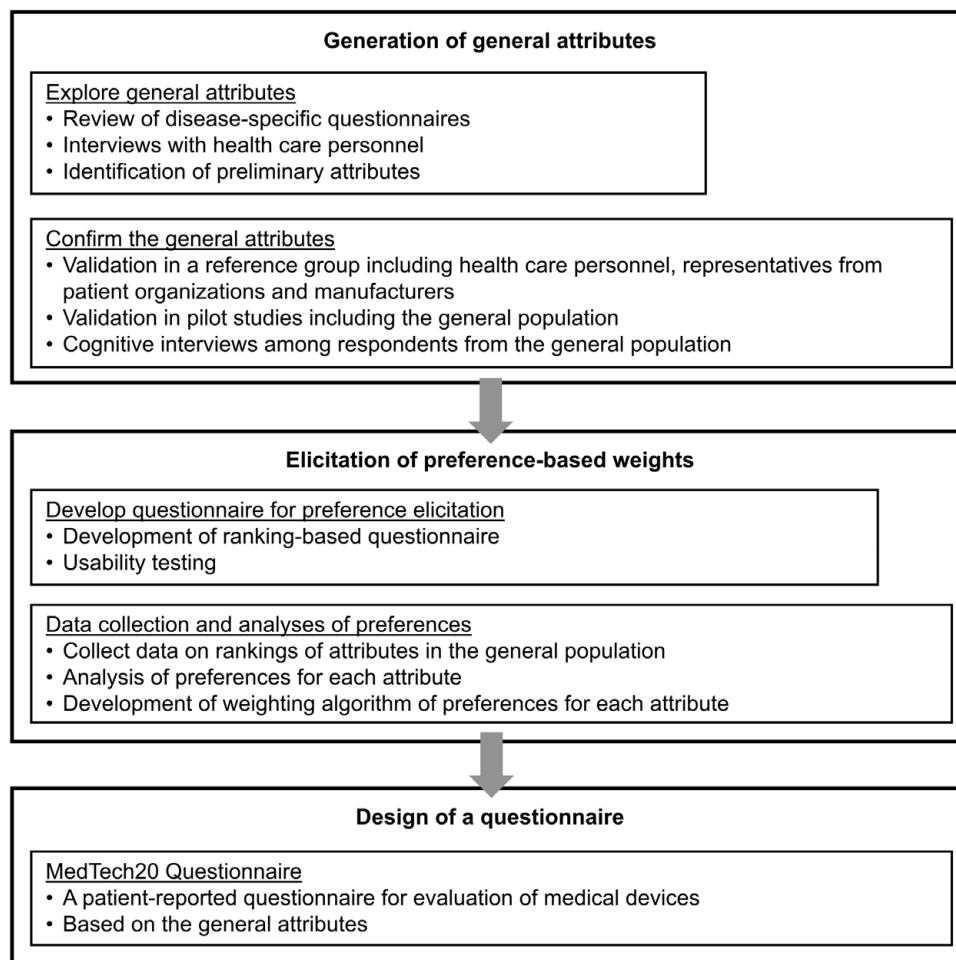 Generation of general attributes
Explore general attributes
• Review of disease-specific questionnaires
• Interviews with health care personnel
• Identification of preliminary attributes
Confirm the general attributes
• Validation in a reference group including health care personnel, representatives from
patient organizations and manufacturers
• Validation in pilot studies including the general population
• Cognitive interviews among respondents from the general population
Elicitation of preference-based weights
Develop questionnaire for preference elicitation
• Development of ranking-based questionnaire
• Usability testing
Data collection and analyses of preferences
• Collect data on rankings of attributes in the general population
• Analysis of preferences for each attribute
• Development of weighting algorithm of preferences for each attribute
Design of a questionnaire
MedTech20 Questionnaire
• A patient-reported questionnaire for evaluation of medical devices
• Based on the general attributes